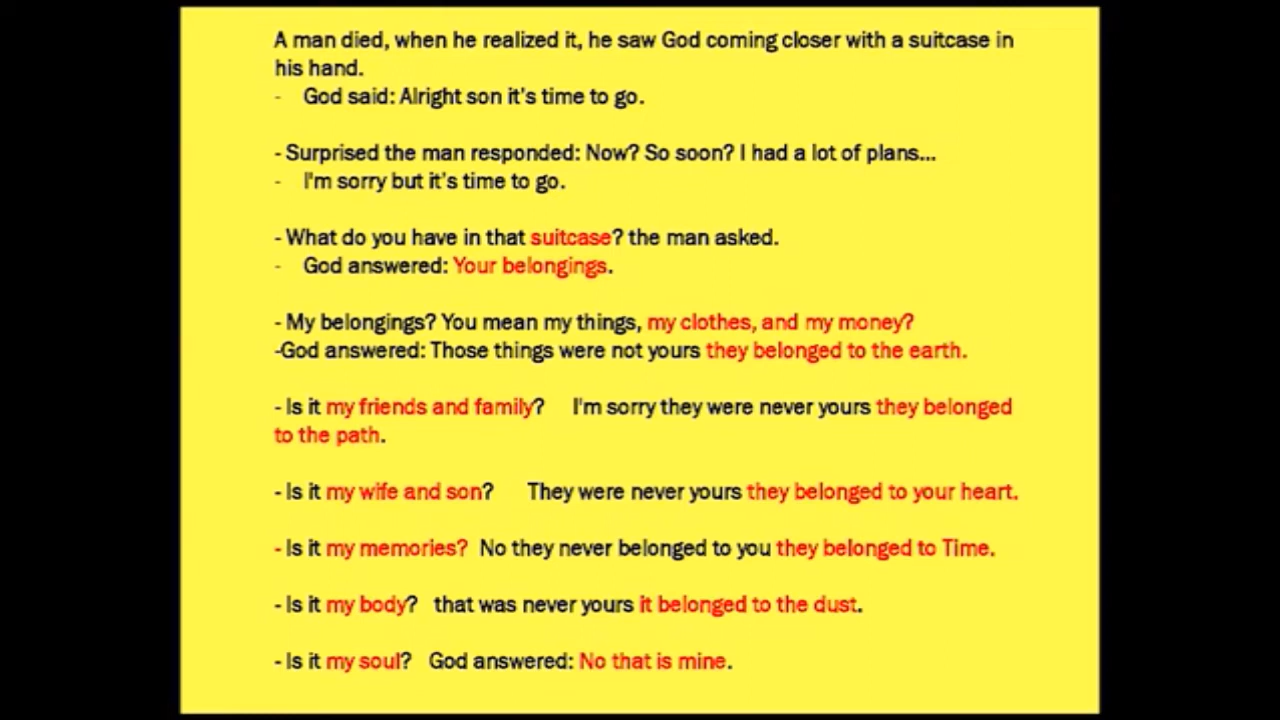 A man died, when he realized it, he saw God coming closer with a suitcase in
his hand.
- God said: Alright son it's time to go.
- Surprised the man responded: Now? So soon? I had a lot of plans...
- I'm sorry but it's time to go.
- What do you have in that suitcase? the man asked.
- God answered: Your belongings.
- My belongings? You mean my things, my clothes, and my money?
-God answered: Those things were not yours they belonged to the earth.
- Is it my friends and family? I'm sorry they were never yours they belonged
to the path.
- Is it my wife and son? They were never yours they belonged to your heart.
- Is it my memories? No they never belonged to you they belonged to Time.
- Is it my body? that was never yours it belonged to the dust.
- Is it my soul? God answered: No that is mine.